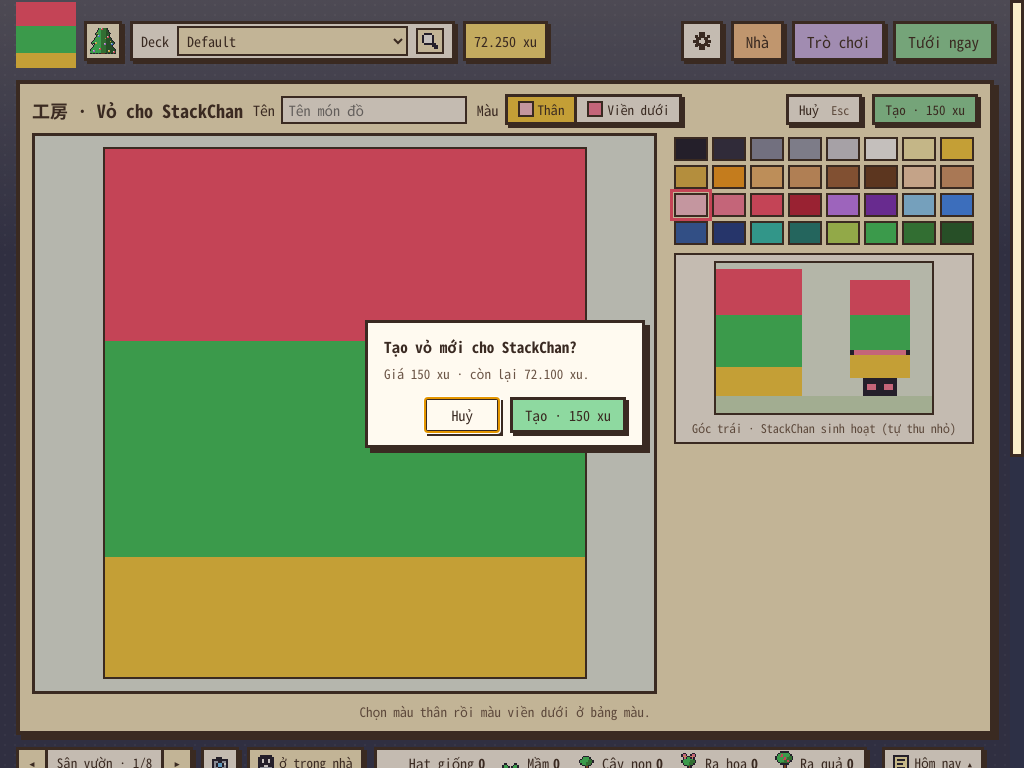 Deck Default 72.250 xu Nhà Trò chơi Tưới ngay
工房 · Vỏ cho StackChan Tên Tên món đồ Màu Thân Viền dưới Huỷ Esc Tạo · 150 xu
Tạo vỏ mới cho StackChan?
Giá 150 xu · còn lại 72.100 xu.
Huỷ Tạo · 150 xu
Góc trái · StackChan sinh hoạt (tự thu nhỏ)
Chọn màu thân rồi màu viền dưới ở bảng màu.
Sân vườn · 1/8 ở trong nhà Hạt giống 0 Mầm 0 Cây non 0 Ra hoa 0 Ra quả 0 Hôm nay